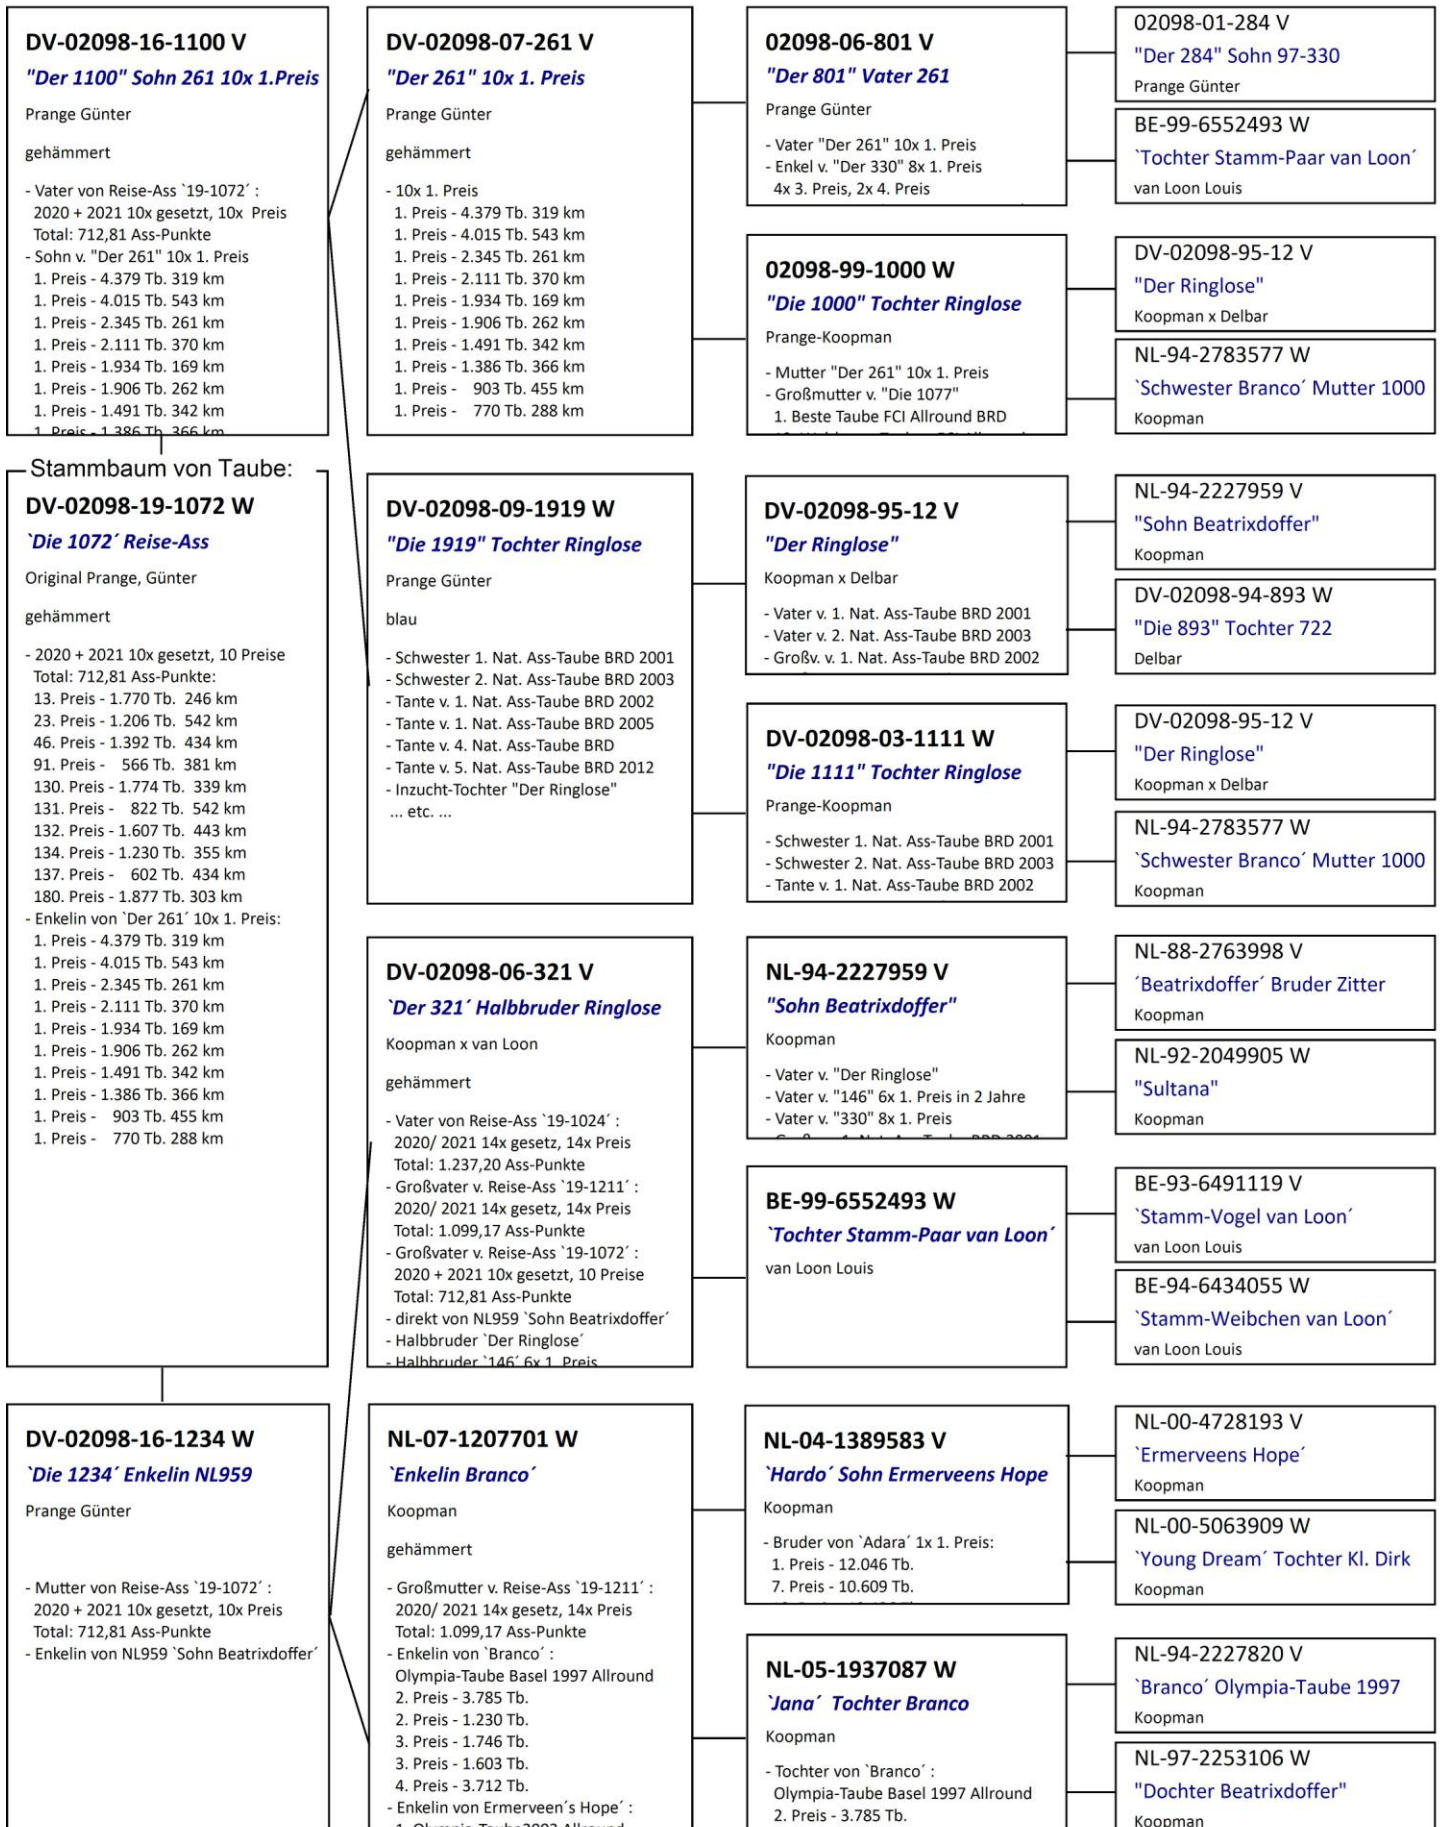 DV-02098-16-1100 V
"Der 1100" Sohn 261 10x 1.Preis
Prange Günter
gehämmert
- Vater von Reise-Ass `19-1072´ :
2020 + 2021 10x gesetzt, 10x  Preis
Total: 712,81 Ass-Punkte
- Sohn v. "Der 261" 10x 1. Preis
1. Preis - 4.379 Tb. 319 km
1. Preis - 4.015 Tb. 543 km
1. Preis - 2.345 Tb. 261 km
1. Preis - 2.111 Tb. 370 km
1. Preis - 1.934 Tb. 169 km
1. Preis - 1.906 Tb. 262 km
1. Preis - 1.491 Tb. 342 km
1. Preis - 1.386 Tb. 366 km
Stammbaum von Taube:
DV-02098-19-1072 W
`Die 1072´ Reise-Ass
Original Prange, Günter
gehämmert
- 2020 + 2021 10x gesetzt, 10 Preise
Total: 712,81 Ass-Punkte:
13. Preis - 1.770 Tb.  246 km
23. Preis - 1.206 Tb.  542 km
46. Preis - 1.392 Tb.  434 km
91. Preis -    566 Tb.  381 km
130. Preis - 1.774 Tb.  339 km
131. Preis -    822 Tb.  542 km
132. Preis - 1.607 Tb.  443 km
134. Preis - 1.230 Tb.  355 km
137. Preis -    602 Tb.  434 km
180. Preis - 1.877 Tb. 303 km
- Enkelin von `Der 261´ 10x 1. Preis:
1. Preis - 4.379 Tb. 319 km
1. Preis - 4.015 Tb. 543 km
1. Preis - 2.345 Tb. 261 km
1. Preis - 2.111 Tb. 370 km
1. Preis - 1.934 Tb. 169 km
1. Preis - 1.906 Tb. 262 km
1. Preis - 1.491 Tb. 342 km
1. Preis - 1.386 Tb. 366 km
1. Preis -    903 Tb. 455 km
1. Preis -    770 Tb. 288 km
DV-02098-16-1234 W
`Die 1234´ Enkelin NL959
Prange Günter
- Mutter von Reise-Ass `19-1072´ :
2020 + 2021 10x gesetzt, 10x Preis
Total: 712,81 Ass-Punkte
- Enkelin von NL959 `Sohn Beatrixdoffer´
DV-02098-07-261 V
"Der 261" 10x 1. Preis
Prange Günter
gehämmert
- 10x 1. Preis
1. Preis - 4.379 Tb. 319 km
1. Preis - 4.015 Tb. 543 km
1. Preis - 2.345 Tb. 261 km
1. Preis - 2.111 Tb. 370 km
1. Preis - 1.934 Tb. 169 km
1. Preis - 1.906 Tb. 262 km
1. Preis - 1.491 Tb. 342 km
1. Preis - 1.386 Tb. 366 km
1. Preis -    903 Tb. 455 km
1. Preis -    770 Tb. 288 km
DV-02098-09-1919 W
"Die 1919" Tochter Ringlose
Prange Günter
blau
- Schwester 1. Nat. Ass-Taube BRD 2001
- Schwester 2. Nat. Ass-Taube BRD 2003
- Tante v. 1. Nat. Ass-Taube BRD 2002
- Tante v. 1. Nat. Ass-Taube BRD 2005
- Tante v. 4. Nat. Ass-Taube BRD
- Tante v. 5. Nat. Ass-Taube BRD 2012
- Inzucht-Tochter "Der Ringlose"
... etc. ...
DV-02098-06-321 V
`Der 321´ Halbbruder Ringlose
Koopman x van Loon
gehämmert
- Vater von Reise-Ass `19-1024´ :
2020/ 2021 14x gesetz, 14x Preis
Total: 1.237,20 Ass-Punkte
- Großvater v. Reise-Ass `19-1211´ :
2020/ 2021 14x gesetz, 14x Preis
Total: 1.099,17 Ass-Punkte
- Großvater v. Reise-Ass `19-1072´ :
2020 + 2021 10x gesetzt, 10 Preise
Total: 712,81 Ass-Punkte
- direkt von NL959 `Sohn Beatrixdoffer´
- Halbbruder `Der Ringlose´
- Halbbruder `146´ 6x 1. Preis
NL-07-1207701 W
`Enkelin Branco´
Koopman
gehämmert
- Großmutter v. Reise-Ass `19-1211´ :
2020/ 2021 14x gesetz, 14x Preis
Total: 1.099,17 Ass-Punkte
- Enkelin von `Branco´ :
Olympia-Taube Basel 1997 Allround
2. Preis - 3.785 Tb.
2. Preis - 1.230 Tb.
3. Preis - 1.746 Tb.
3. Preis - 1.603 Tb.
4. Preis - 3.712 Tb.
- Enkelin von Ermerveen´s Hope´ :
1. Olympia-Taube2003 Allround
02098-06-801 V
"Der 801" Vater 261
Prange Günter
- Vater "Der 261" 10x 1. Preis
- Enkel v. "Der 330" 8x 1. Preis
4x 3. Preis, 2x 4. Preis
02098-99-1000 W
"Die 1000" Tochter Ringlose
Prange-Koopman
- Mutter "Der 261" 10x 1. Preis
- Großmutter v. "Die 1077"
1. Beste Taube FCI Allround BRD
DV-02098-95-12 V
"Der Ringlose"
Koopman x Delbar
- Vater v. 1. Nat. Ass-Taube BRD 2001
- Vater v. 2. Nat. Ass-Taube BRD 2003
- Großv. v. 1. Nat. Ass-Taube BRD 2002
DV-02098-03-1111 W
"Die 1111" Tochter Ringlose
Prange-Koopman
- Schwester 1. Nat. Ass-Taube BRD 2001
- Schwester 2. Nat. Ass-Taube BRD 2003
- Tante v. 1. Nat. Ass-Taube BRD 2002
NL-94-2227959 V
"Sohn Beatrixdoffer"
Koopman
- Vater v. "Der Ringlose"
- Vater v. "146" 6x 1. Preis in 2 Jahre
- Vater v. "330" 8x 1. Preis
BE-99-6552493 W
`Tochter Stamm-Paar van Loon´
van Loon Louis
NL-04-1389583 V
`Hardo´ Sohn Ermerveens Hope
Koopman
- Bruder von `Adara´ 1x 1. Preis:
1. Preis - 12.046 Tb.
7. Preis - 10.609 Tb.
NL-05-1937087 W
`Jana´  Tochter Branco
Koopman
- Tochter von `Branco´ :
Olympia-Taube Basel 1997 Allround
2. Preis - 3.785 Tb.
02098-01-284 V
"Der 284" Sohn 97-330
Prange Günter
BE-99-6552493 W
`Tochter Stamm-Paar van Loon´
van Loon Louis
DV-02098-95-12 V
"Der Ringlose"
Koopman x Delbar
NL-94-2783577 W
`Schwester Branco´ Mutter 1000
Koopman
NL-94-2227959 V
"Sohn Beatrixdoffer"
Koopman
DV-02098-94-893 W
"Die 893" Tochter 722
Delbar
DV-02098-95-12 V
"Der Ringlose"
Koopman x Delbar
NL-94-2783577 W
`Schwester Branco´ Mutter 1000
Koopman
NL-88-2763998 V
´Beatrixdoffer´ Bruder Zitter
Koopman
NL-92-2049905 W
"Sultana"
Koopman
BE-93-6491119 V
`Stamm-Vogel van Loon´
van Loon Louis
BE-94-6434055 W
`Stamm-Weibchen van Loon´
van Loon Louis
NL-00-4728193 V
`Ermerveens Hope´
Koopman
NL-00-5063909 W
`Young Dream´ Tochter Kl. Dirk
Koopman
NL-94-2227820 V
`Branco´ Olympia-Taube 1997
Koopman
NL-97-2253106 W
"Dochter Beatrixdoffer"
Koopman